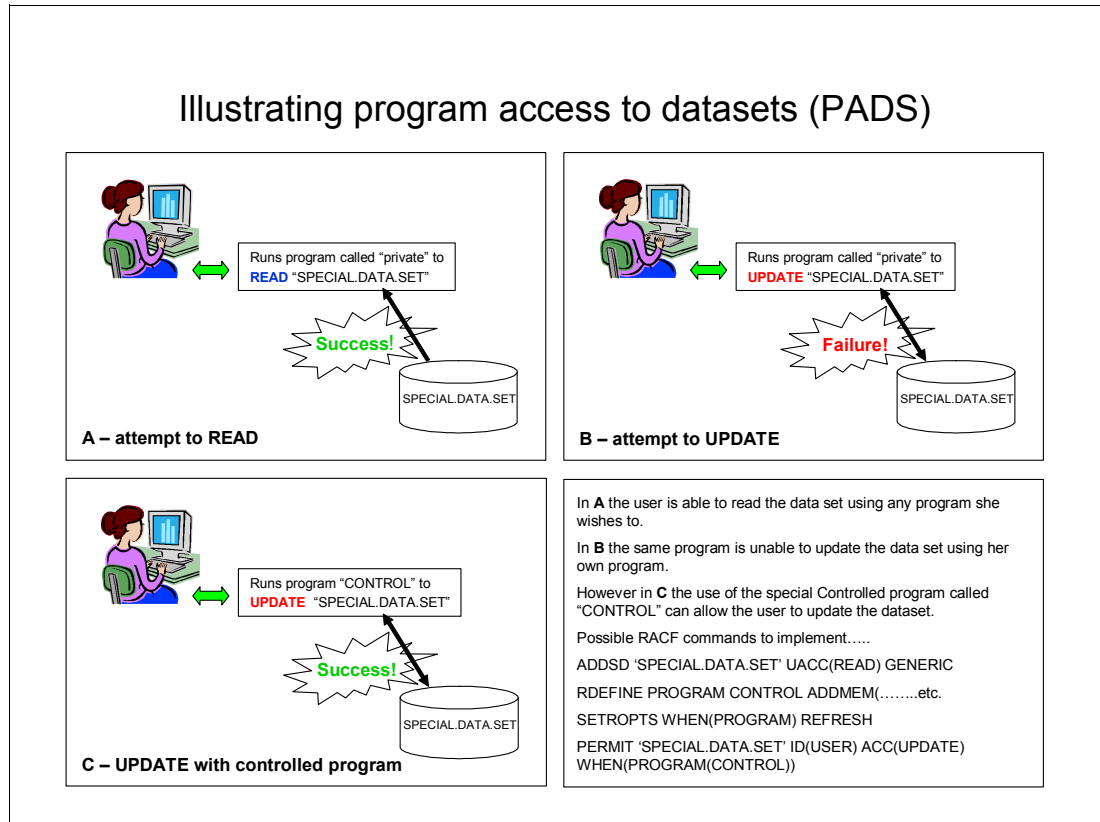 Illustrating program access to datasets (PADS)
Runs program called “private” to
READ “SPECIAL.DATA.SET”
Success!
SPECIAL.DATA.SET
A – attempt to READ
Runs program called “private” to
UPDATE “SPECIAL.DATA.SET”
Failure!
SPECIAL.DATA.SET
B – attempt to UPDATE
Runs program “CONTROL” to
UPDATE “SPECIAL.DATA.SET”
Success!
SPECIAL.DATA.SET
C – UPDATE with controlled program
In A the user is able to read the data set using any program she
wishes to.
In B the same program is unable to update the data set using her
own program.
However in C the use of the special Controlled program called
“CONTROL” can allow the user to update the dataset.
Possible RACF commands to implement…..
ADDSD ‘SPECIAL.DATA.SET’ UACC(READ) GENERIC
RDEFINE PROGRAM CONTROL ADDMEM(……..etc.
SETROPTS WHEN(PROGRAM) REFRESH
PERMIT ‘SPECIAL.DATA.SET’ ID(USER) ACC(UPDATE)
WHEN(PROGRAM(CONTROL))